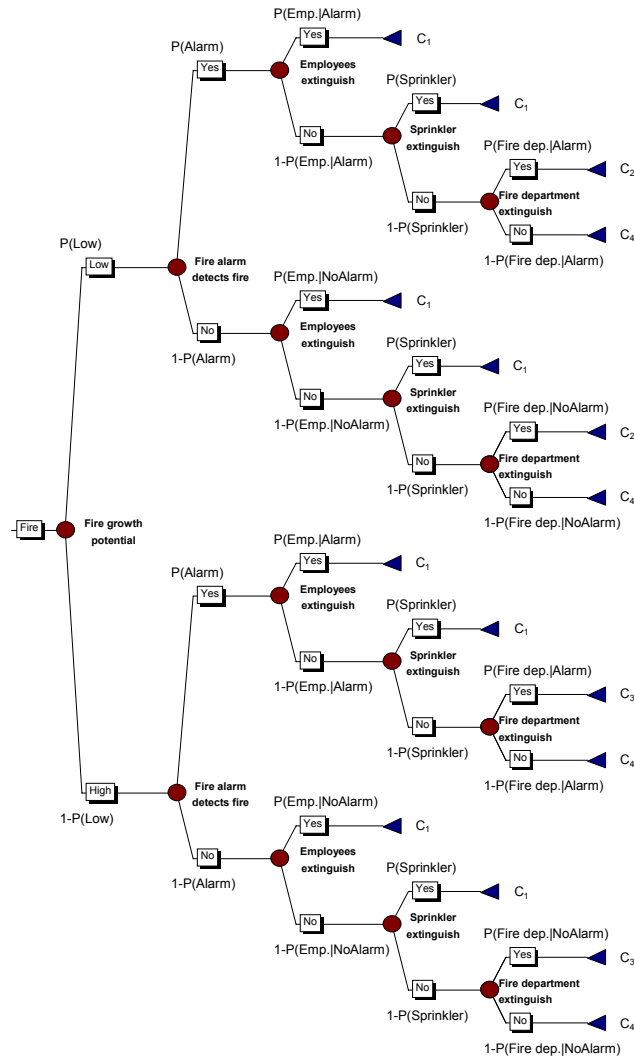 P(Emp.|Alarm)
P(Alarm)
Yes
C1
Yes
Employees
extinguish
P(Sprinkler)
Yes
C1
No
Sprinkler
extinguish
1-P(Emp.|Alarm)
P(Fire dep.|Alarm)
Yes
C2
No
Fire department
extinguish
1-P(Sprinkler)
No
C4
1-P(Fire dep.|Alarm)
P(Low)
Low
Fire alarm
detects fire
P(Emp.|NoAlarm)
Yes
C1
No
Employees
extinguish
1-P(Alarm)
P(Sprinkler)
Yes
C1
No
Sprinkler
extinguish
1-P(Emp.|NoAlarm)
P(Fire dep.|NoAlarm)
Yes
C2
No
Fire department
extinguish
1-P(Sprinkler)
No
C4
1-P(Fire dep.|NoAlarm)
Fire
Fire growth
potential
P(Emp.|Alarm)
P(Alarm)
Yes
C1
Yes
Employees
extinguish
P(Sprinkler)
Yes
C1
No
Sprinkler
extinguish
1-P(Emp.|Alarm)
P(Fire dep.|Alarm)
Yes
C3
No
Fire department
extinguish
1-P(Sprinkler)
No
C4
1-P(Fire dep.|Alarm)
High
Fire alarm
detects fire
1-P(Low)
P(Emp.|NoAlarm)
Yes
C1
No
Employees
extinguish
1-P(Alarm)
P(Sprinkler)
Yes
C1
No
Sprinkler
extinguish
1-P(Emp.|NoAlarm)
P(Fire dep.|NoAlarm)
Yes
C3
No
Fire department
extinguish
1-P(Sprinkler)
No
C4
1-P(Fire dep.|NoAlarm)